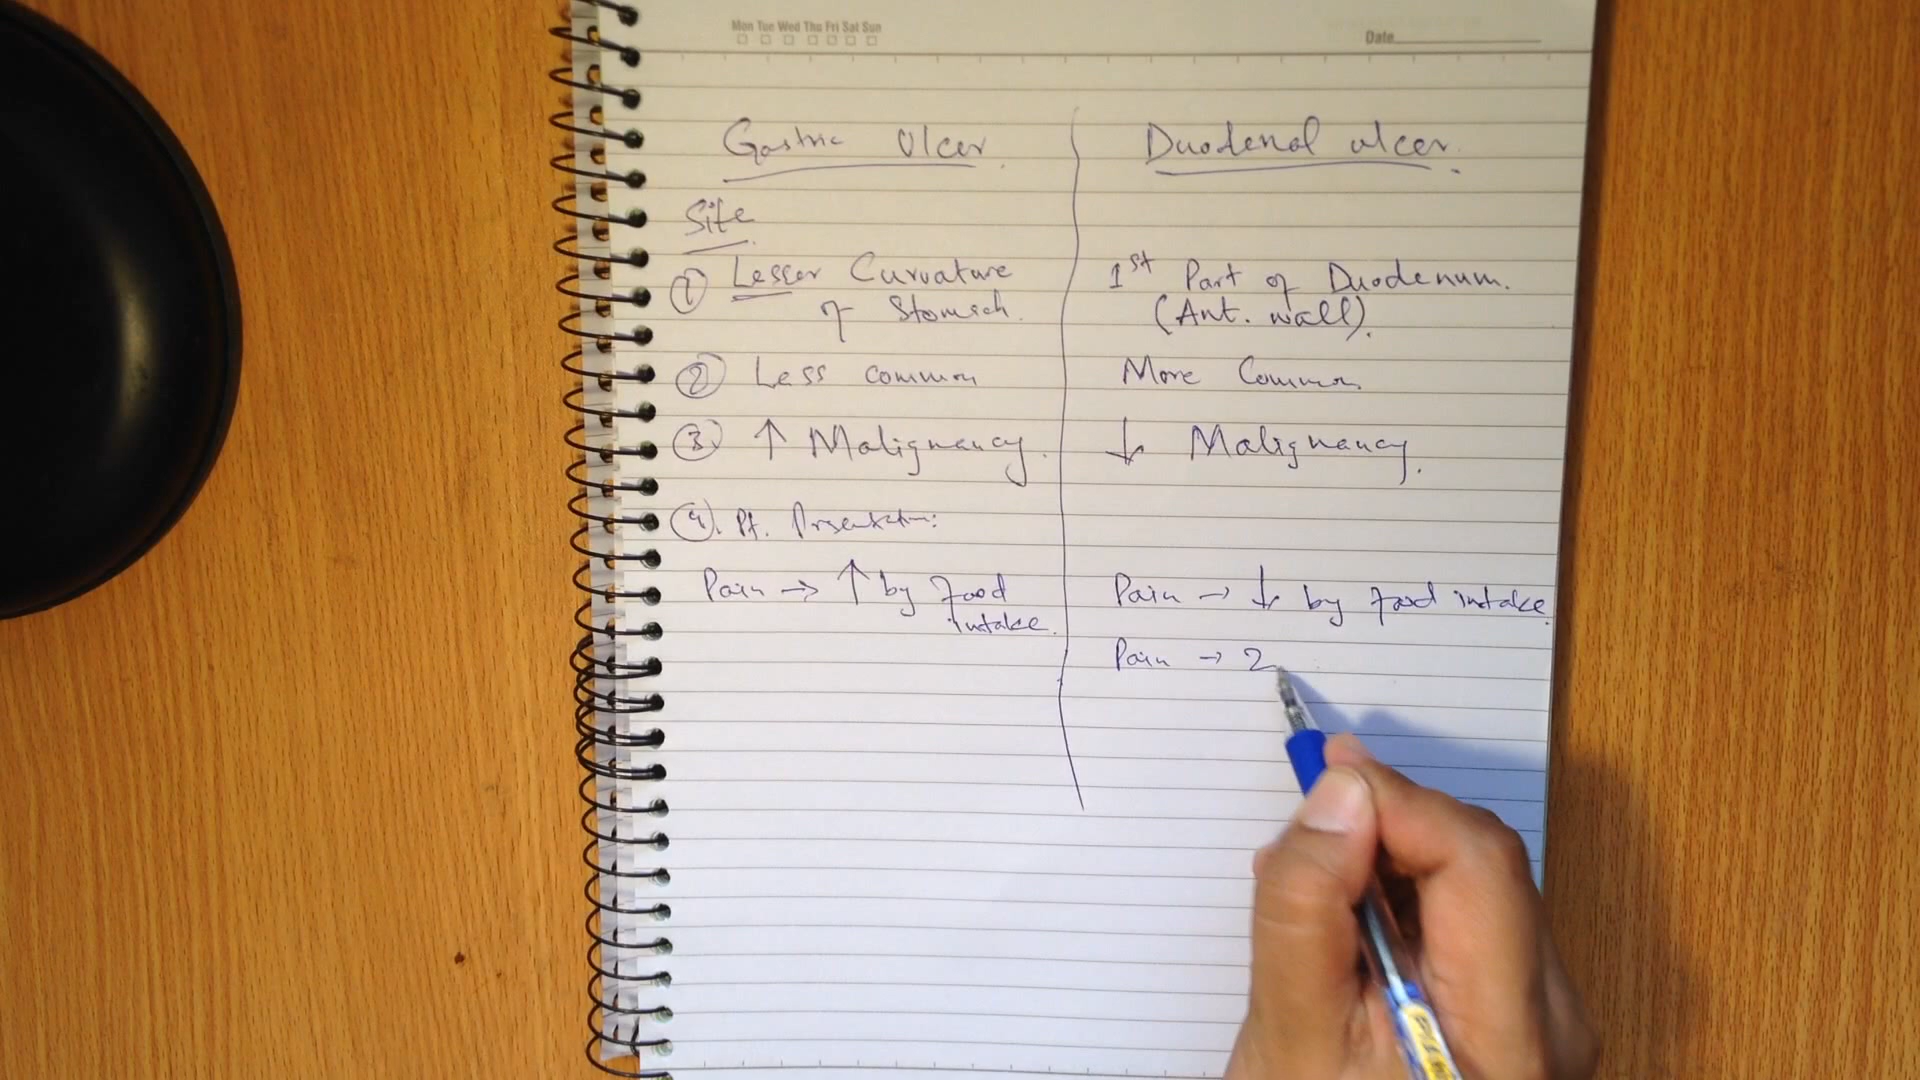 Mon Tue Wed Thu Fri Sat Sun
Date
Gastric Ulcer.
Duodenal ulcer.
Site
① Lesser Curvature
of Stomach.
1st Part of Duodenum.
(Ant. wall).
② Less common
More Common
③ ↑ Malignancy.
↓ Malignancy.
④. Pt. Presentation:
Pain → ↑ by food
intake.
Pain → ↓ by food intake.
Pain → 2